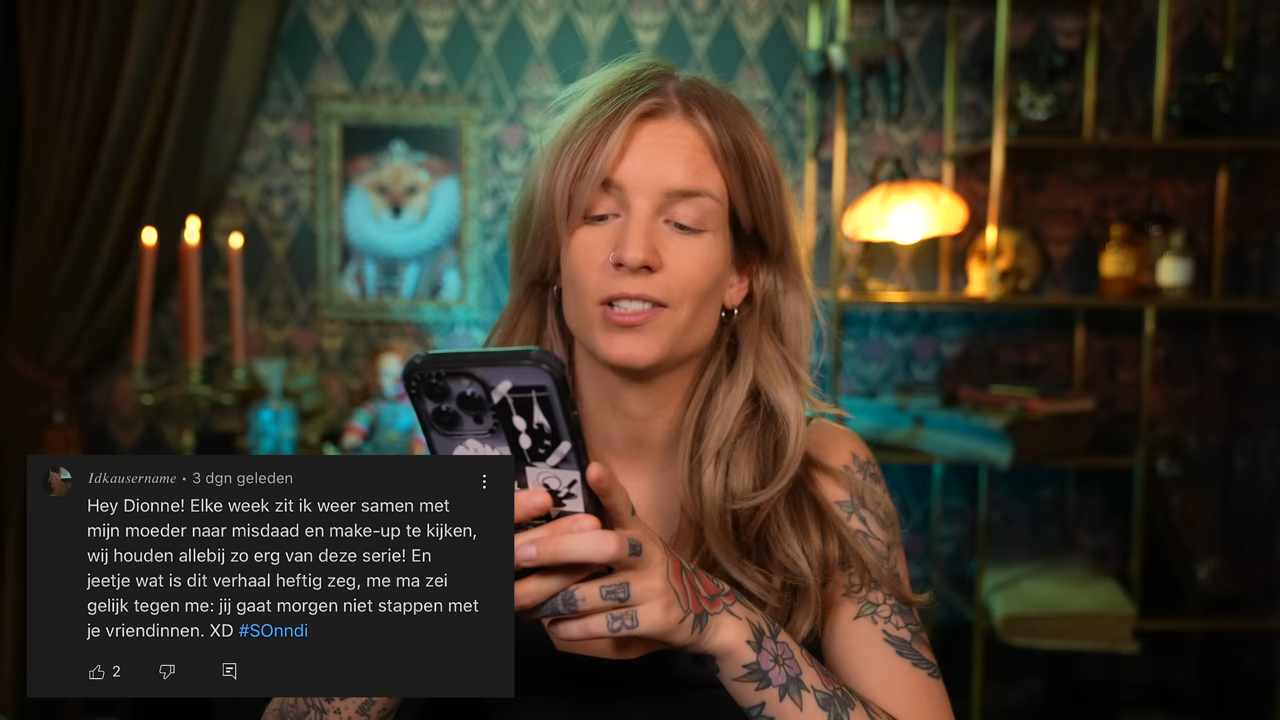 Idkausername • 3 dgn geleden
Hey Dionne! Elke week zit ik weer samen met
mijn moeder naar misdaad en make-up te kijken,
wij houden allebij zo erg van deze serie! En
jeetje wat is dit verhaal heftig zeg, me ma zei
gelijk tegen me: jij gaat morgen niet stappen met
je vriendinnen. XD #SOnndi
2